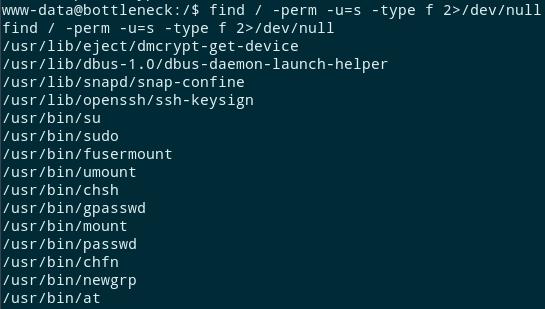 www-data@bottleneck:/$ find / -perm -u=s -type f 2>/dev/null
find / -perm -u=s -type f 2>/dev/null
/usr/lib/eject/dmcrypt-get-device
/usr/lib/dbus-1.0/dbus-daemon-launch-helper
/usr/lib/snapd/snap-confine
/usr/lib/openssh/ssh-keysign
/usr/bin/su
/usr/bin/sudo
/usr/bin/fusermount
/usr/bin/umount
/usr/bin/chsh
/usr/bin/gpasswd
/usr/bin/mount
/usr/bin/passwd
/usr/bin/chfn
/usr/bin/newgrp
/usr/bin/at